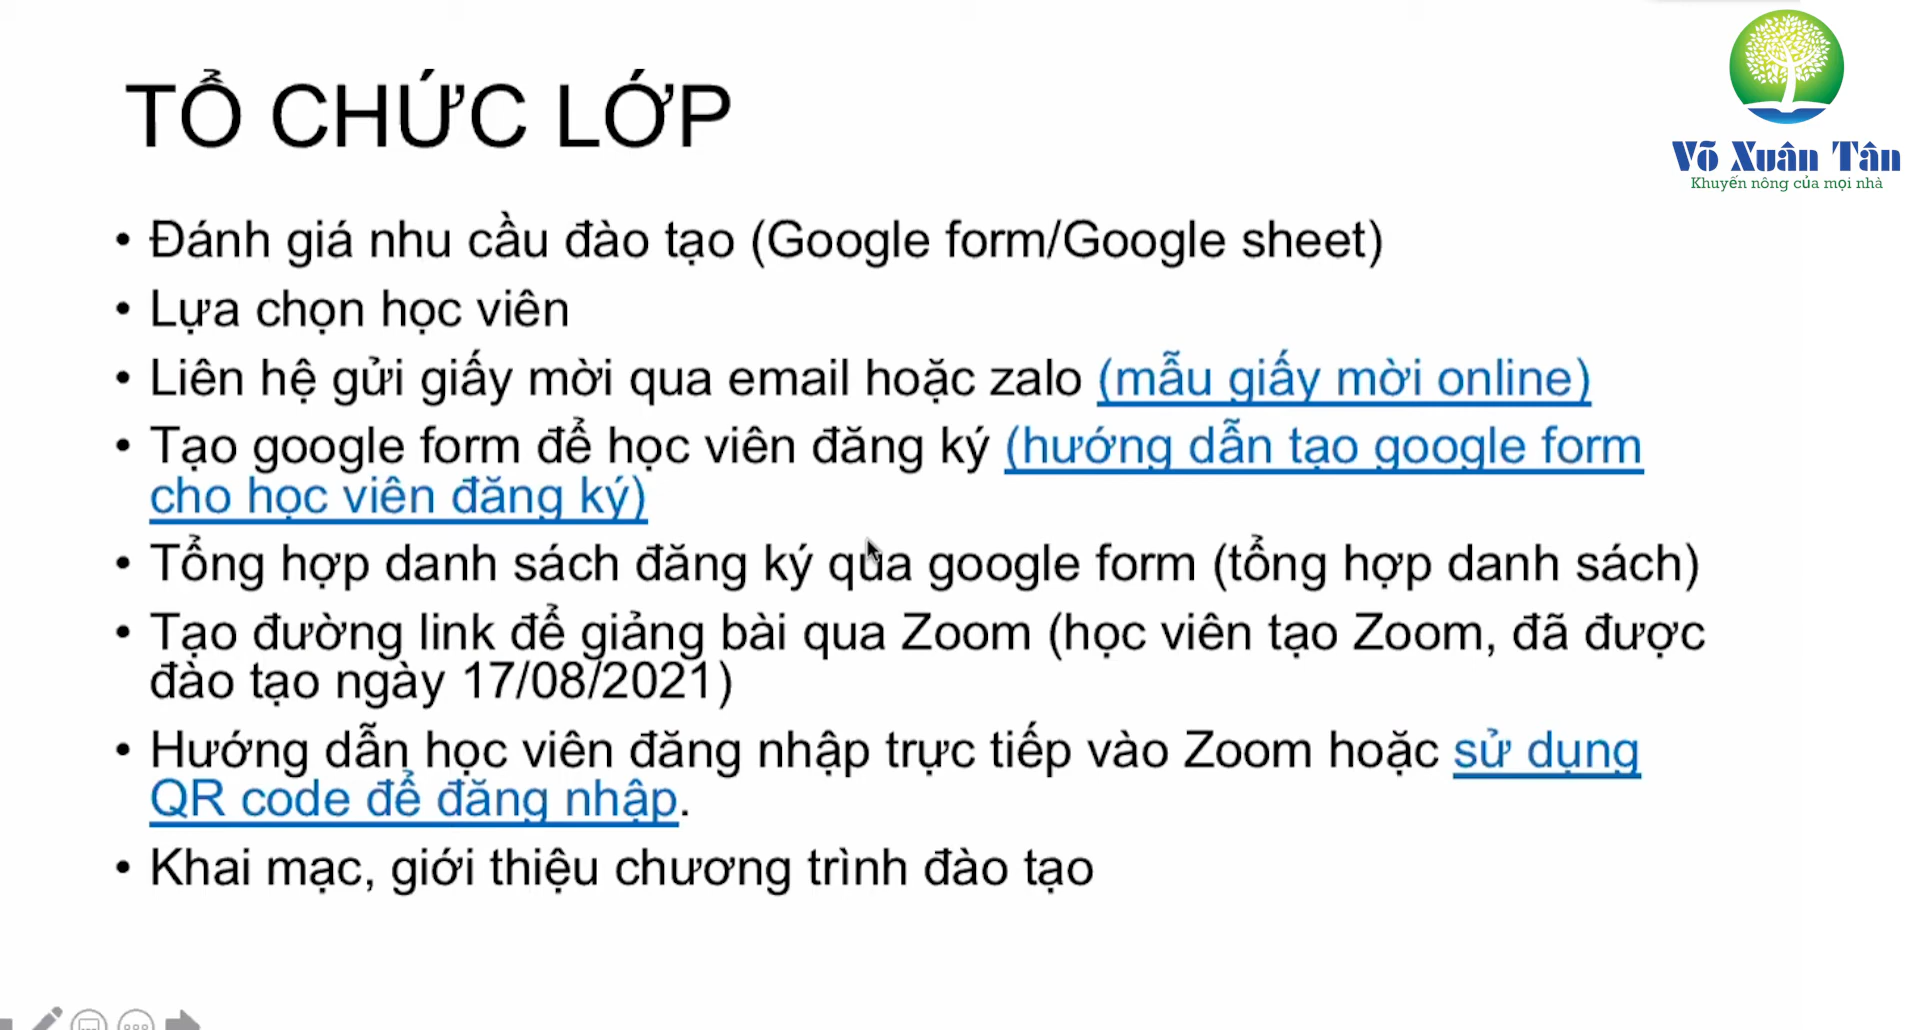 TỔ CHỨC LỚP
Võ Xuân Tân
Khuyến nông của mọi nhà
• Đánh giá nhu cầu đào tạo (Google form/Google sheet)
• Lựa chọn học viên
• Liên hệ gửi giấy mời qua email hoặc zalo (mẫu giấy mời online)
• Tạo google form để học viên đăng ký (hướng dẫn tạo google form
cho học viên đăng ký)
• Tổng hợp danh sách đăng ký qua google form (tổng hợp danh sách)
• Tạo đường link để giảng bài qua Zoom (học viên tạo Zoom, đã được
đào tạo ngày 17/08/2021)
• Hướng dẫn học viên đăng nhập trực tiếp vào Zoom hoặc sử dụng
QR code để đăng nhập.
• Khai mạc, giới thiệu chương trình đào tạo